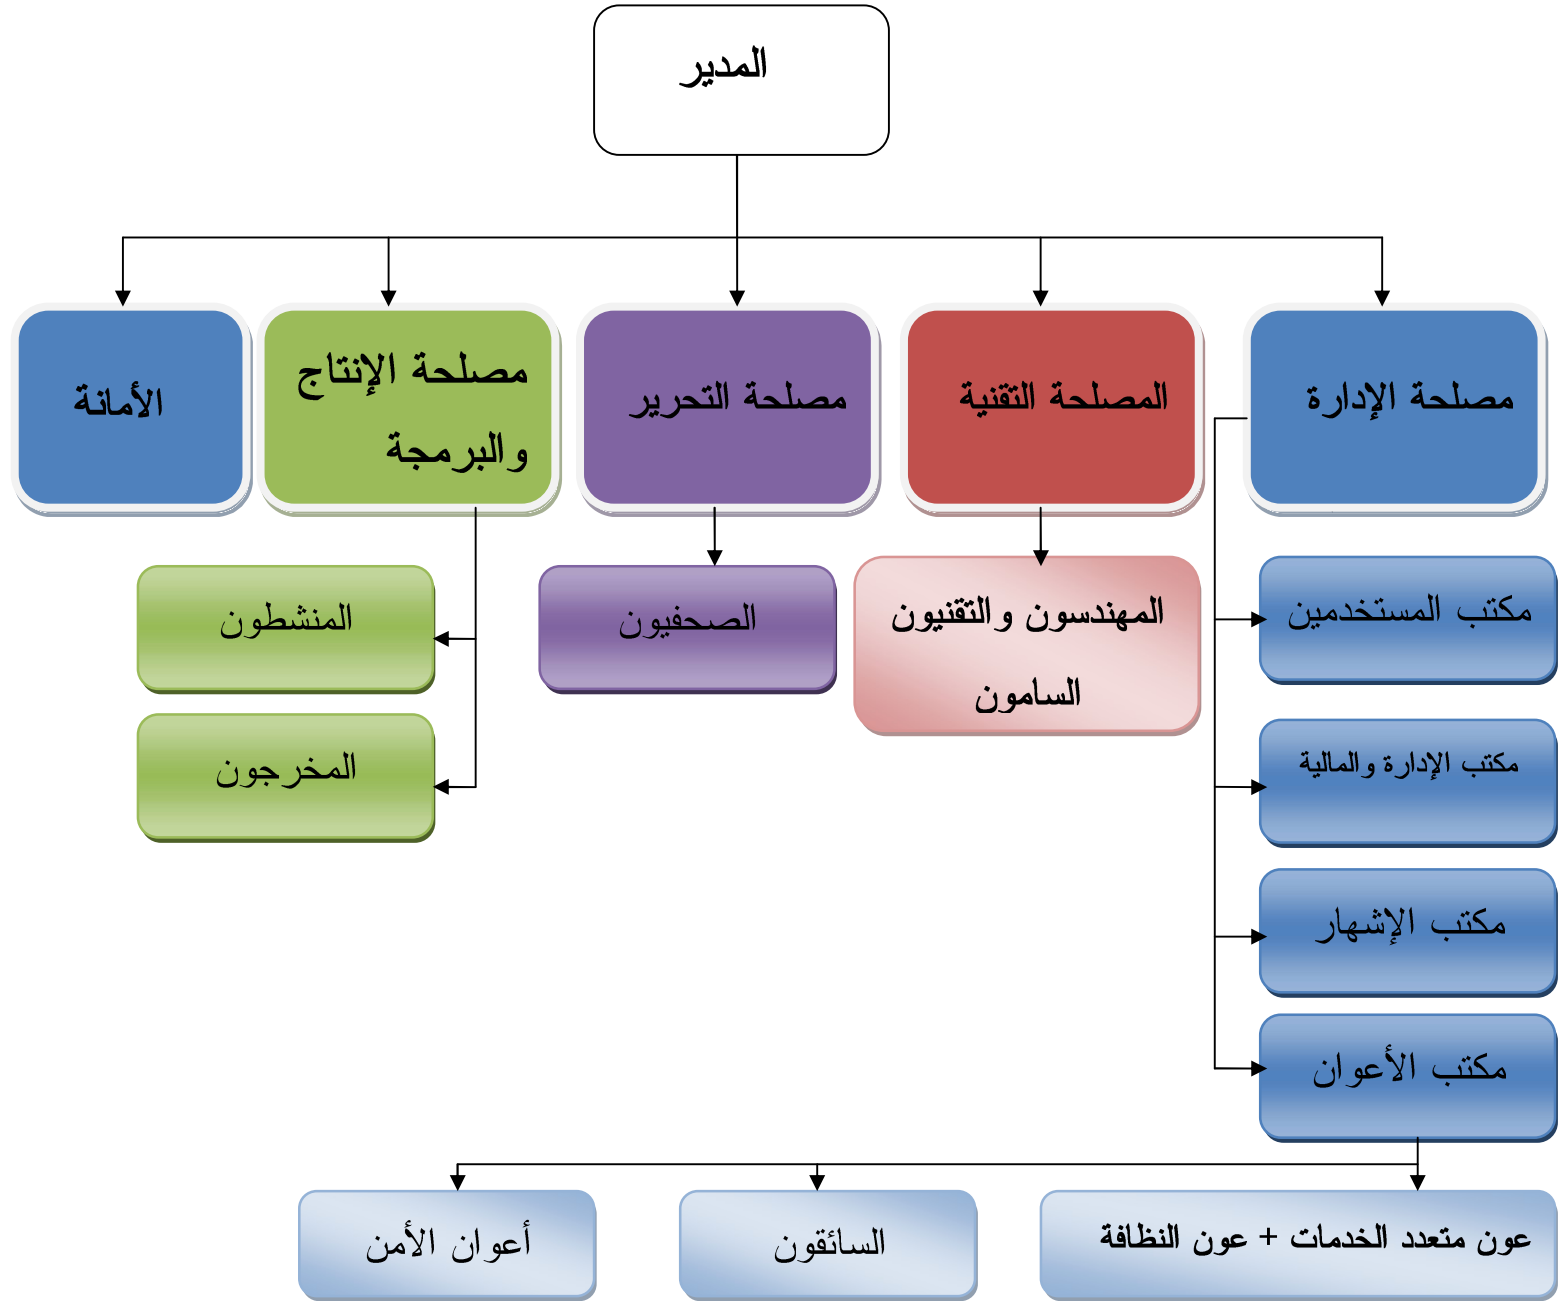 المدير
مصلحة الإدارة
المصلحة التقنية
مصلحة التحرير
مصلحة الإنتاج
والبرمجة
الأمانة
مكتب المستخدمين
المهندسون والتقنيون
السامون
الصحفيون
المنشطون
مكتب الإدارة والمالية
المخرجون
مكتب الإشهار
مكتب الأعوان
عون متعدد الخدمات + عون النظافة
السائقون
أعوان الأمن